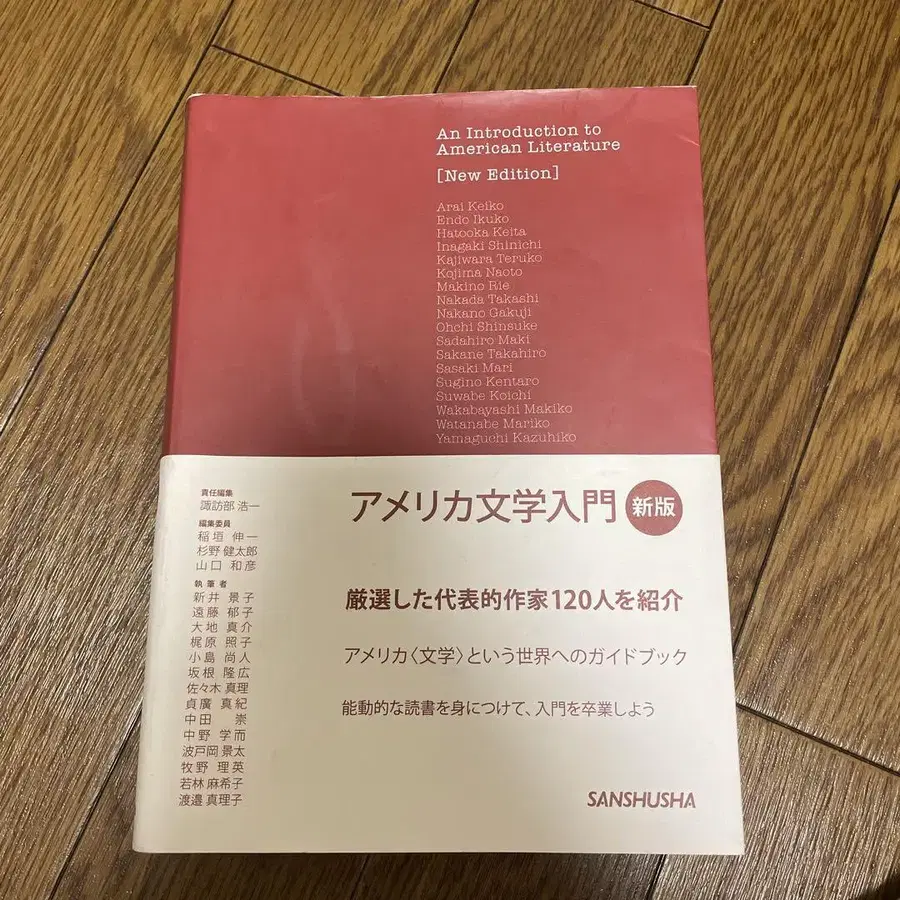 An Introduction to
American Literature
[New Edition]
Arai Keiko
Endo Ikuko
Hatooka Keita
Inagaki Shinichi
Kajiwara Teruko
Kojima Naoto
Makino Rie
Nakada Takashi
Nakano Gakuji
Ohchi Shinsuke
Sadahiro Maki
Sakane Takahiro
Sasaki Mari
Sugino Kentaro
Suwabe Koichi
Wakabayashi Makiko
Watanabe Mariko
Yamaguchi Kazuhiko
責任編集
諏訪部 浩一
編集委員
稲垣 伸一
杉野 健太郎
山口 和彦
執筆者
新井 景子
遠藤 郁子
大地 真介
梶原 照子
小島 尚人
坂根 隆広
佐々木 真理
貞廣 真紀
中田 崇
中野 学而
波戸岡 景太
牧野 理英
若林 麻希子
渡邉 真理子
アメリカ文学入門 新版
厳選した代表的作家120人を紹介
アメリカ〈文学〉という世界へのガイドブック
能動的な読書を身につけて、入門を卒業しよう
SANSHUSHA